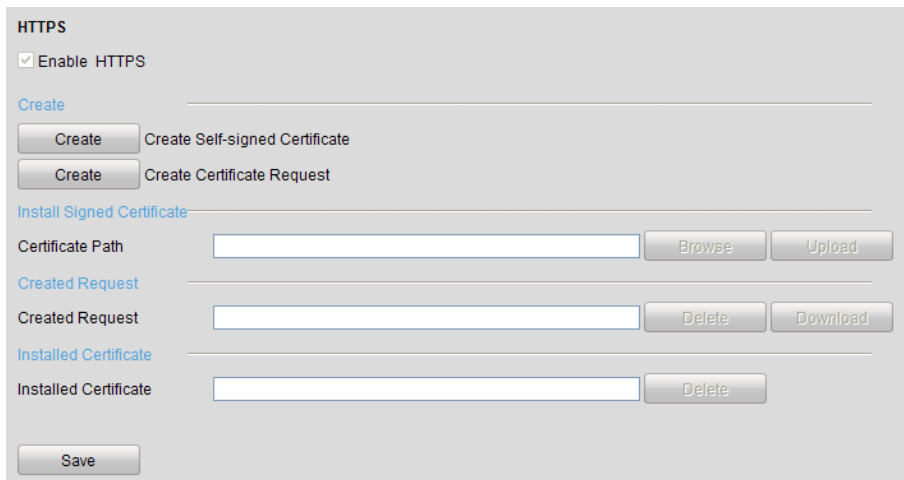 HTTPS
Enable HTTPS
Create
Create Create Self-signed Certificate
Create Create Certificate Request
Install Signed Certificate
Certificate Path Browse Upload
Created Request
Created Request Delete Download
Installed Certificate
Installed Certificate Delete
Save